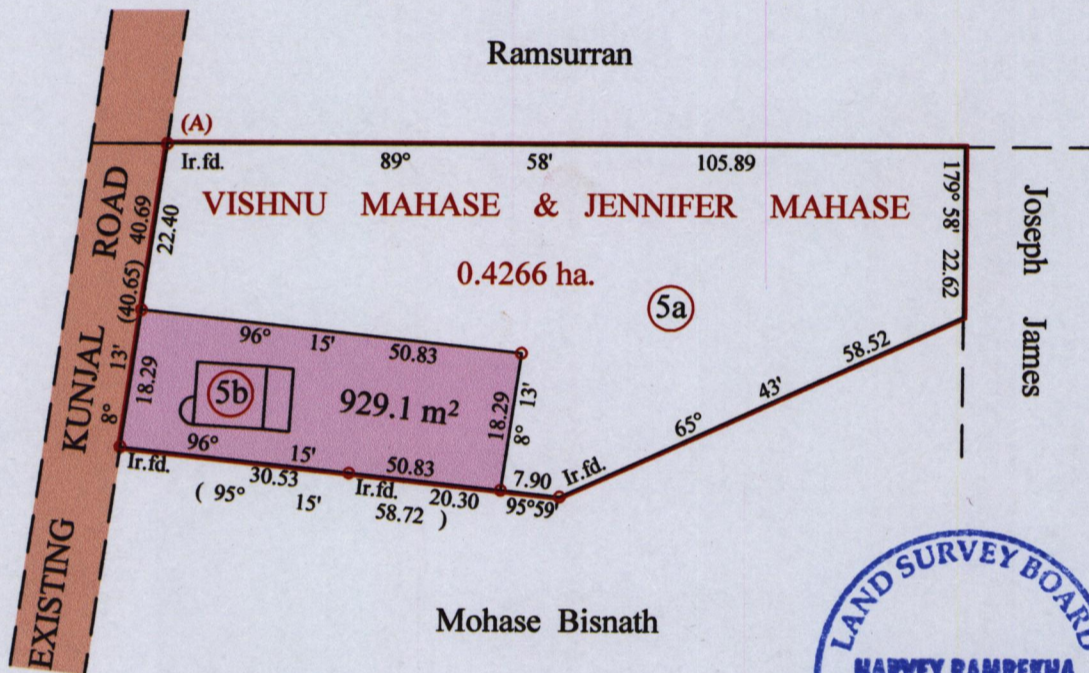 Ramsurran
(A)
Ir.fd. 89° 58' 105.89
VISHNU MAHASE & JENNIFER MAHASE
0.4266 ha.
5a
179° 58' 22.62
Joseph James
EXISTING KUNJAL ROAD
8° 13' (40.65) 40.69
22.40
18.29
96° 15' 50.83
5b
929.1 m²
18.29
8° 13'
58.52
65° 43'
96° 15' 50.83
Ir.fd. 30.53 Ir.fd. 20.30
7.90 Ir.fd.
95°59'
( 95° 15' 58.72 )
Mohase Bisnath
LAND SURVEY BOARD
HARVEY RAMREKHA